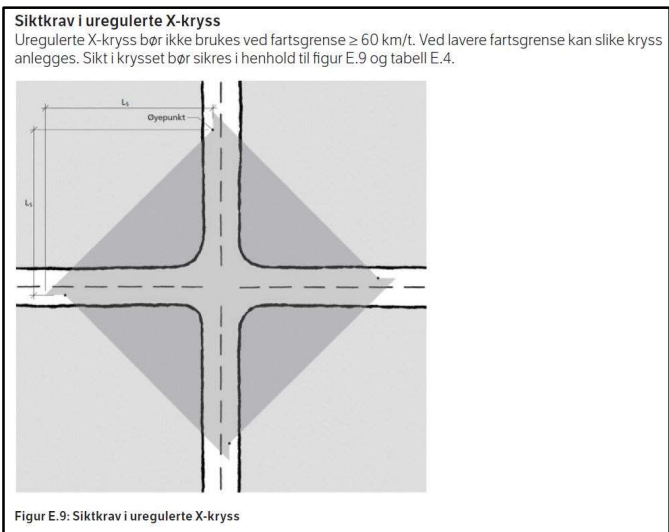 Siktkrav i uregulerte X-kryss
Uregulerte X-kryss bør ikke brukes ved fartsgrense ≥ 60 km/t. Ved lavere fartsgrense kan slike kryss
anlegges. Sikt i krysset bør sikres i henhold til figur E.9 og tabell E.4.
Ls
Øyepunkt
Ls
Figur E.9: Siktkrav i uregulerte X-kryss